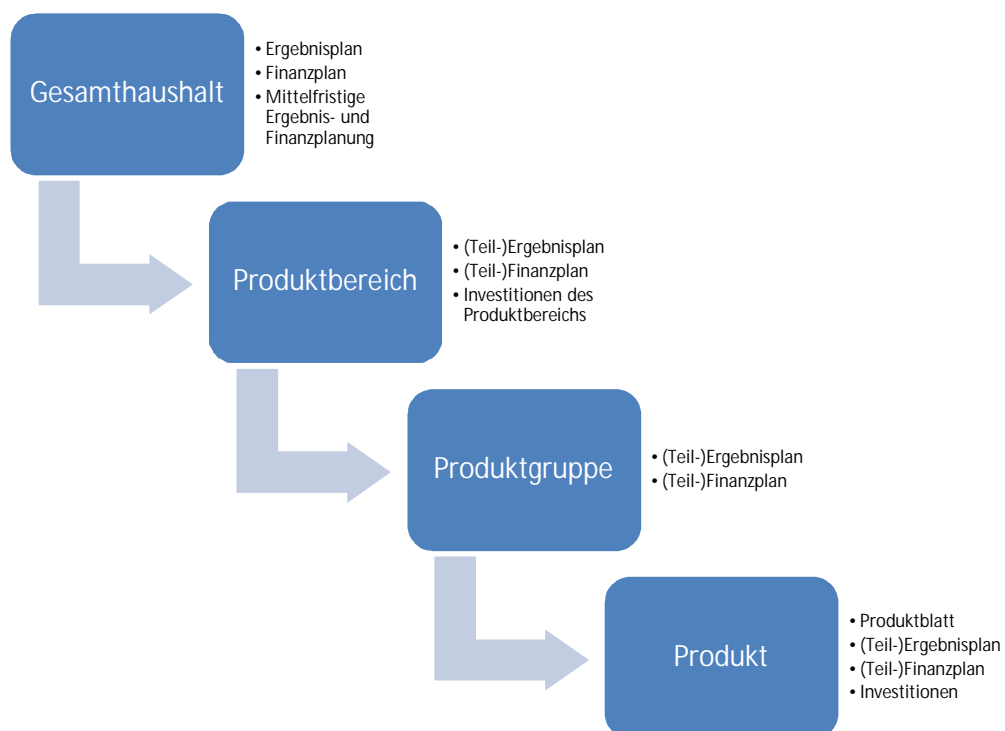 Gesamthaushalt
• Ergebnisplan
• Finanzplan
• Mittelfristige
Ergebnis- und
Finanzplanung
Produktbereich
• (Teil-)Ergebnisplan
• (Teil-)Finanzplan
• Investitionen des
Produktbereichs
Produktgruppe
• (Teil-)Ergebnisplan
• (Teil-)Finanzplan
Produkt
• Produktblatt
• (Teil-)Ergebnisplan
• (Teil-)Finanzplan
• Investitionen